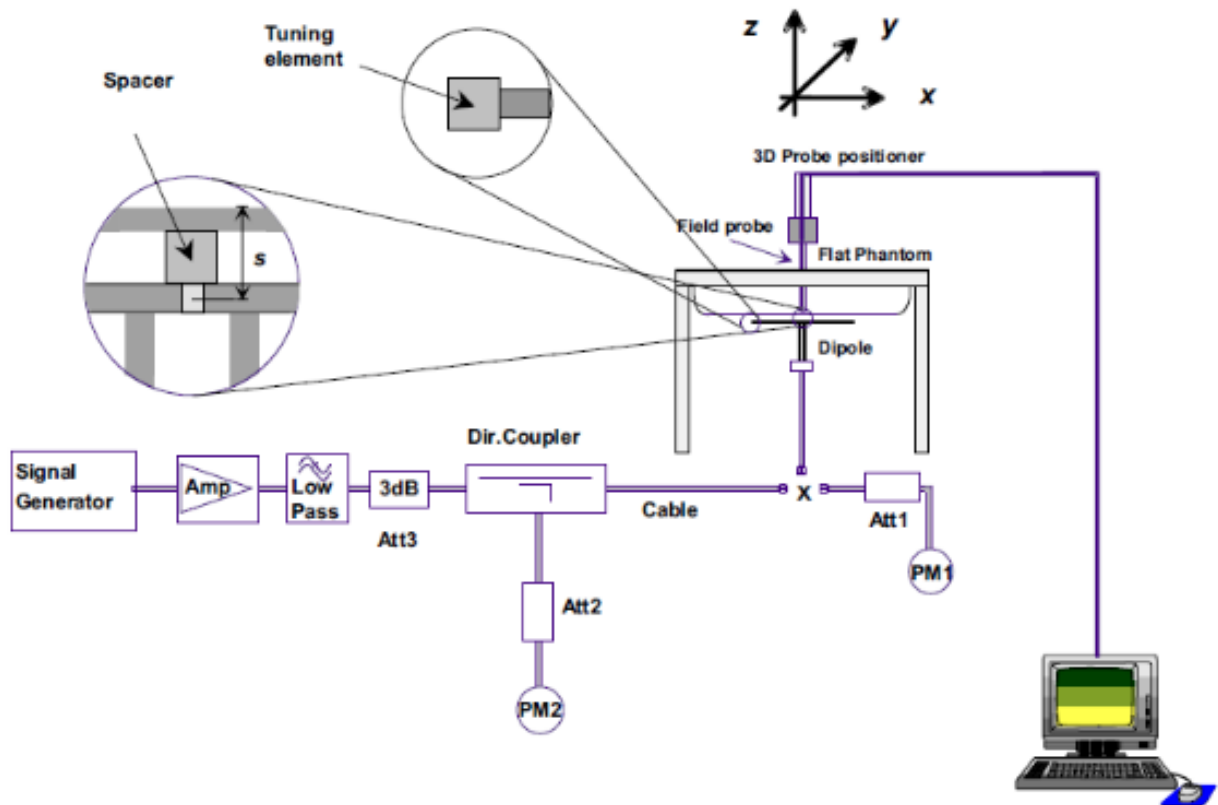 Tuning
element
Spacer
s
z
y
x
3D Probe positioner
Field probe
Flat Phantom
Dipole
Dir.Coupler
Signal
Generator
Amp
Low
Pass
3dB
Att3
Cable
X
Att1
PM1
Att2
PM2